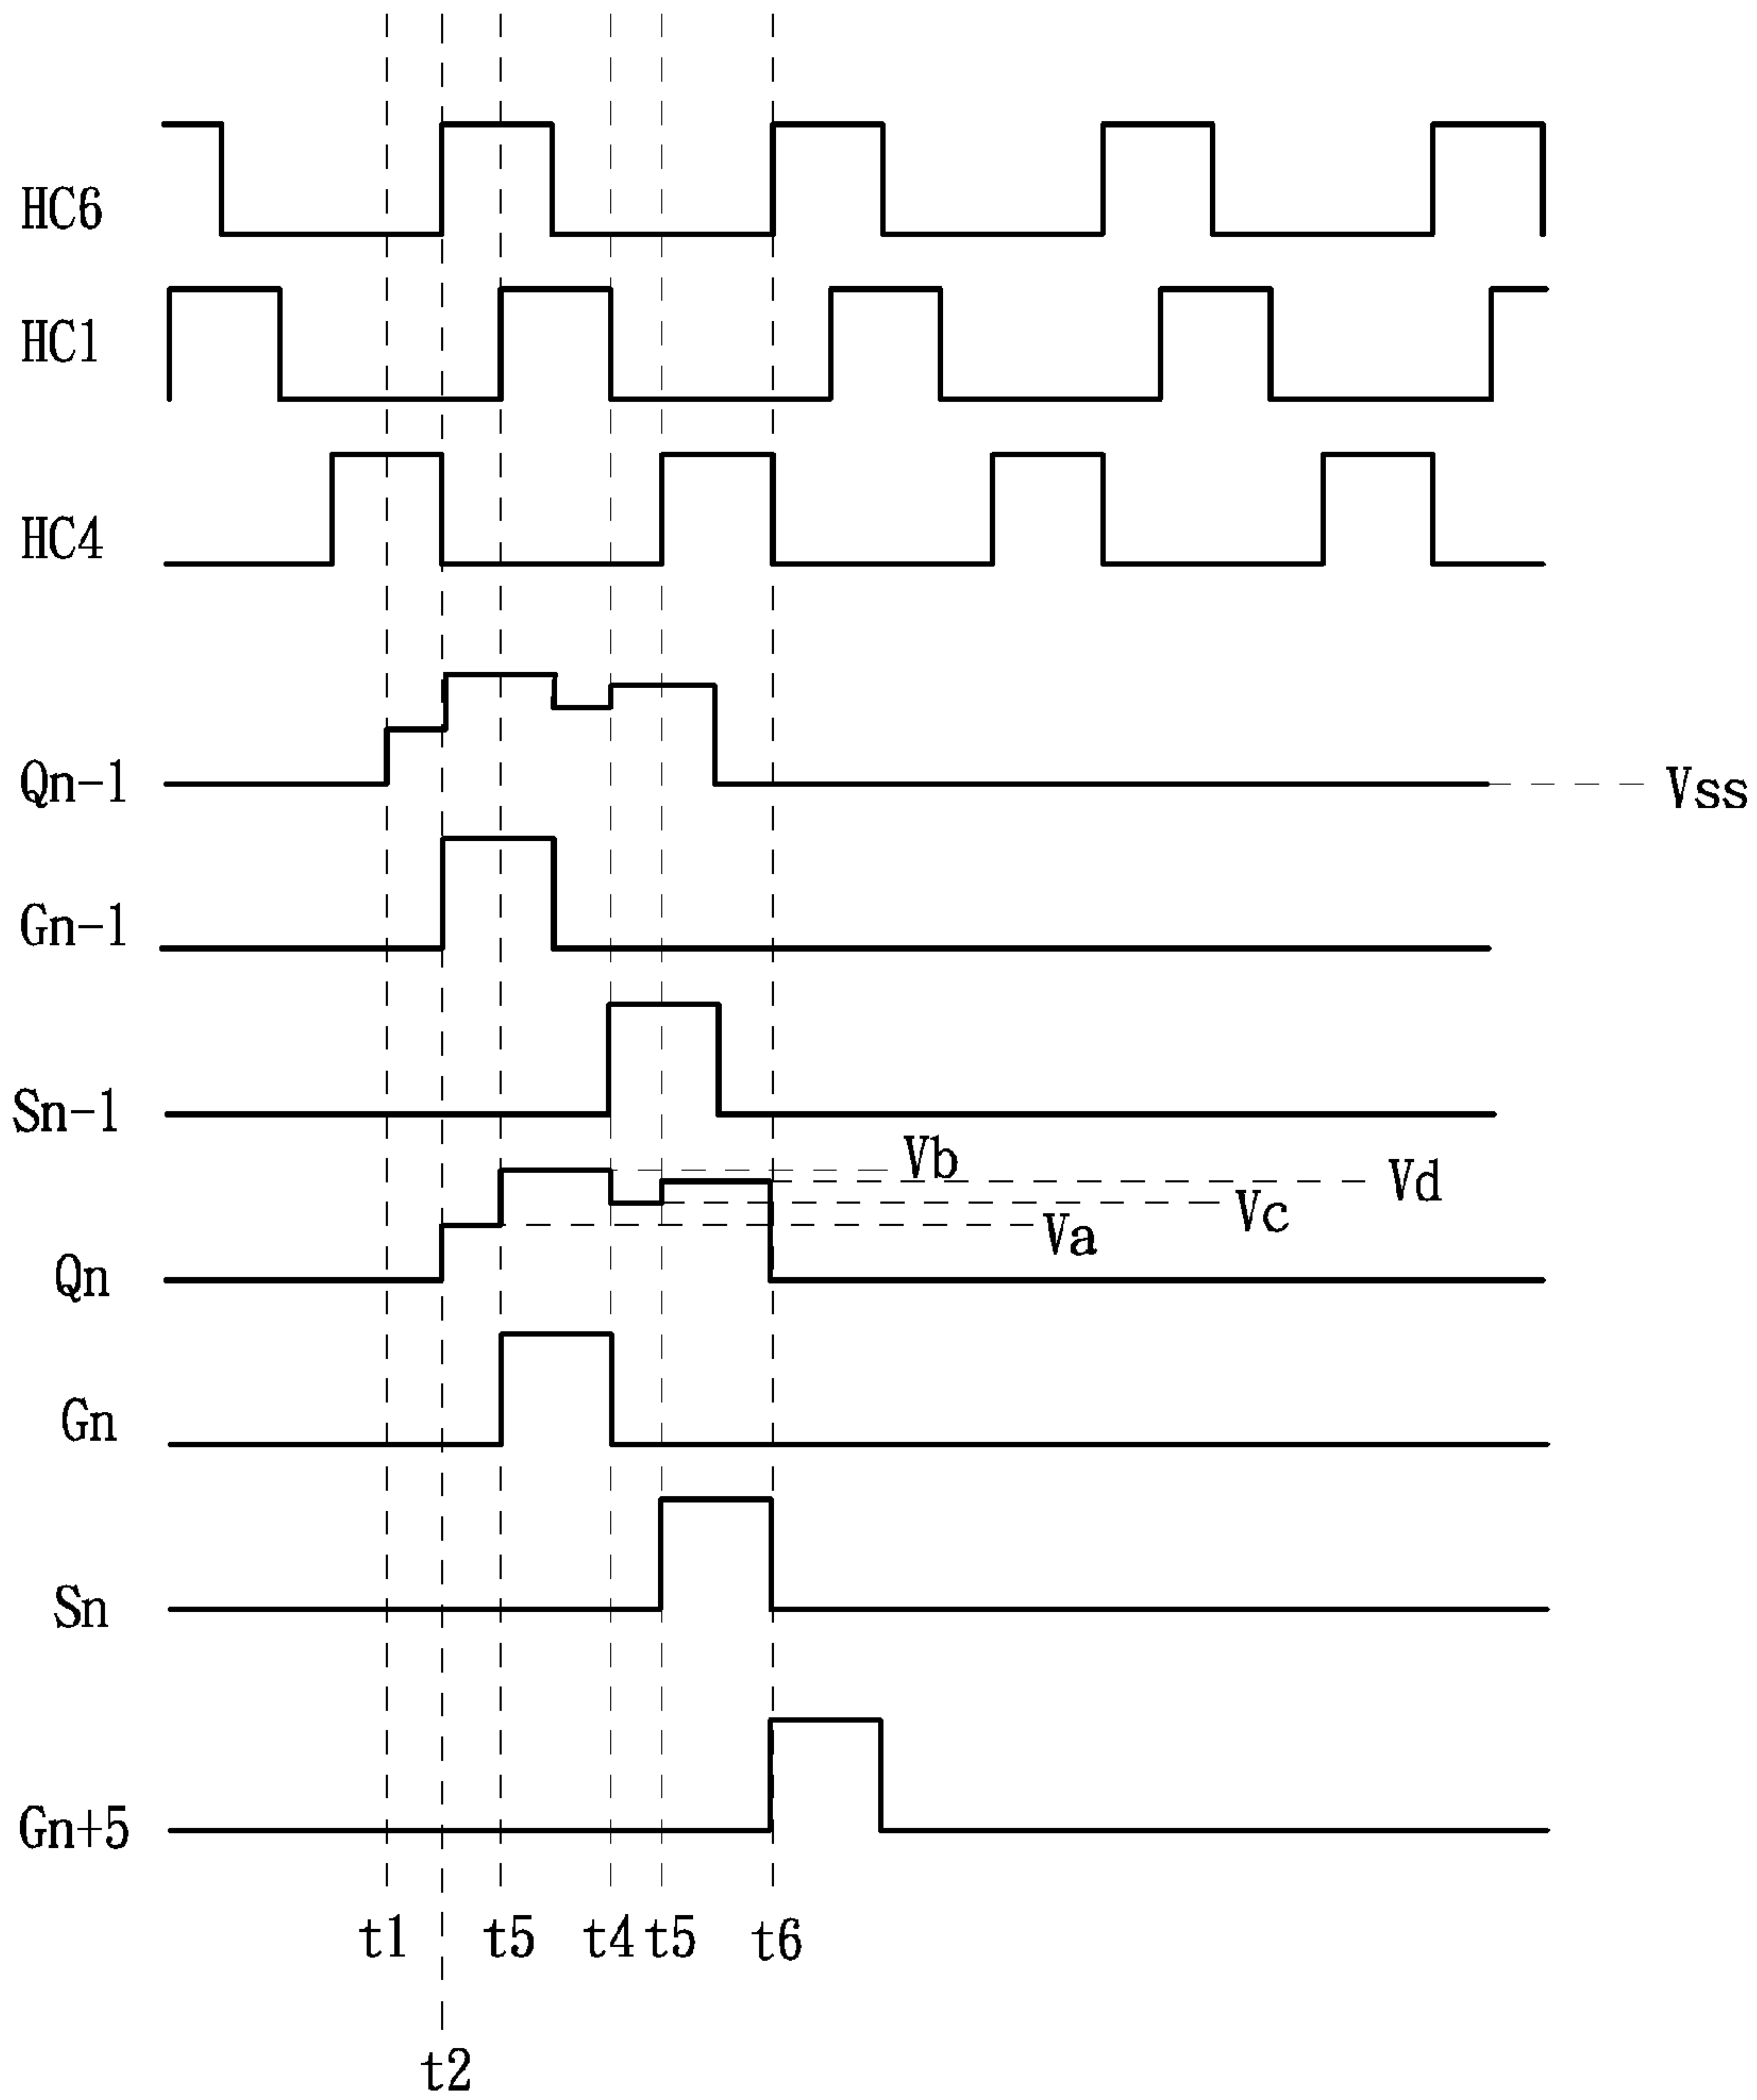 HC6
HC1
HC4
Qn-1
Vss
Gn-1
Sn-1
Vb
Vd
Vc
Va
Qn
Gn
Sn
Gn+5
t1 t5 t4 t5 t6
t2